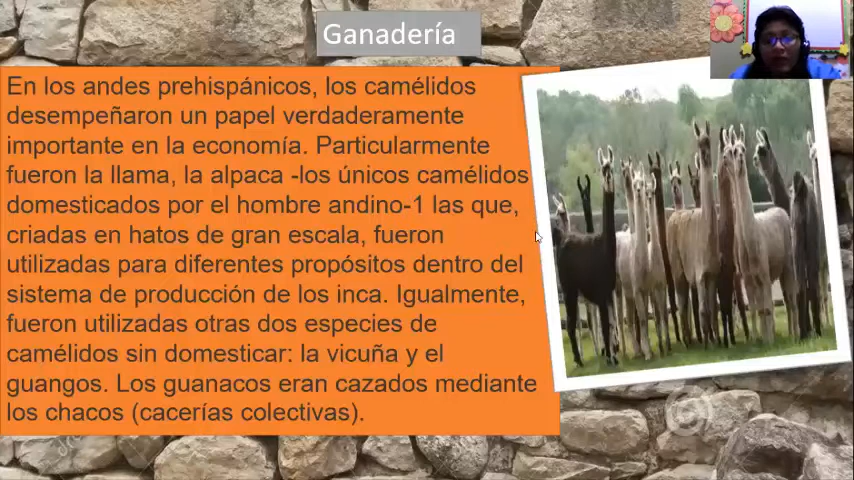 Ganadería
En los andes prehispánicos, los camélidos
desempeñaron un papel verdaderamente
importante en la economía. Particularmente
fueron la llama, la alpaca -los únicos camélidos
domesticados por el hombre andino-1 las que,
criadas en hatos de gran escala, fueron
utilizadas para diferentes propósitos dentro del
sistema de producción de los inca. Igualmente,
fueron utilizadas otras dos especies de
camélidos sin domesticar: la vicuña y el
guangos. Los guanacos eran cazados mediante
los chacos (cacerías colectivas).